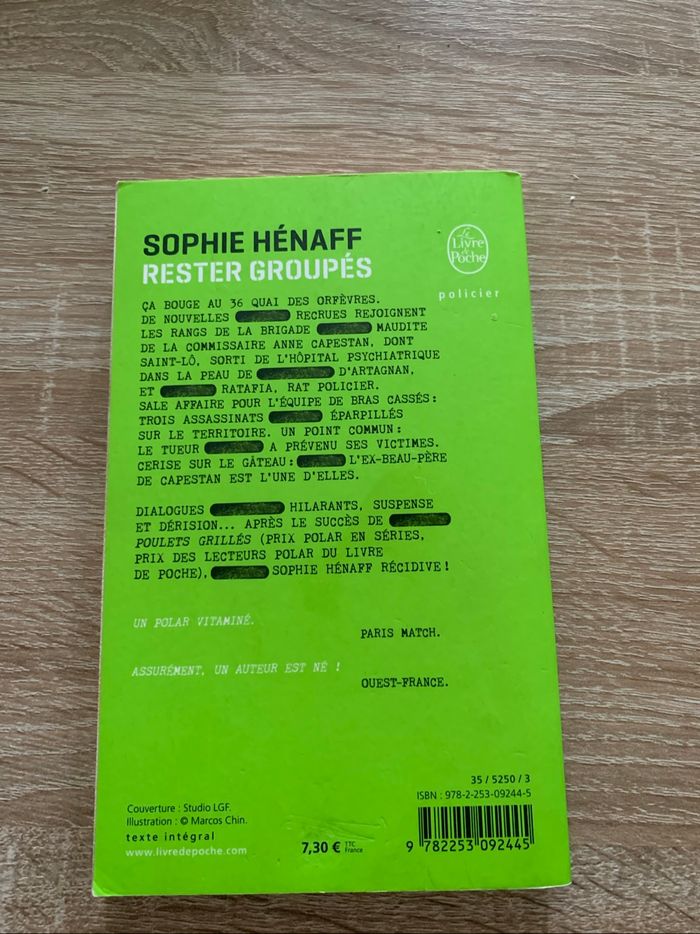 SOPHIE HÉNAFF
RESTER GROUPÉS
Le
Livre
de
Poche
policier
ÇA BOUGE AU 36 QUAI DES ORFÈVRES.
DE NOUVELLES RECRUES REJOIGNENT
LES RANGS DE LA BRIGADE MAUDITE
DE LA COMMISSAIRE ANNE CAPESTAN, DONT
SAINT-LÔ, SORTI DE L'HÔPITAL PSYCHIATRIQUE
DANS LA PEAU DE D'ARTAGNAN,
ET RATAFIA, RAT POLICIER.
SALE AFFAIRE POUR L'ÉQUIPE DE BRAS CASSÉS :
TROIS ASSASSINATS ÉPARPILLÉS
SUR LE TERRITOIRE. UN POINT COMMUN :
LE TUEUR A PRÉVENU SES VICTIMES.
CERISE SUR LE GÂTEAU : L'EX-BEAU-PÈRE
DE CAPESTAN EST L'UNE D'ELLES.
DIALOGUES HILARANTS, SUSPENSE
ET DÉRISION... APRÈS LE SUCCÈS DE
POULETS GRILLÉS (PRIX POLAR EN SÉRIES,
PRIX DES LECTEURS POLAR DU LIVRE
DE POCHE), SOPHIE HÉNAFF RÉCIDIVE !
UN POLAR VITAMINÉ.
PARIS MATCH.
ASSURÉMENT, UN AUTEUR EST NÉ !
OUEST-FRANCE.
35 / 5250 / 3
ISBN : 978-2-253-09244-5
Couverture : Studio LGF.
Illustration : © Marcos Chin.
texte intégral
www.livredepoche.com
7,30 € TTC
France
9 782253 092445